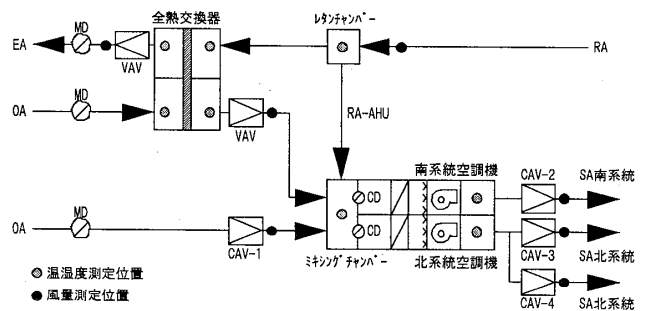 全熱交換器
レタンチャンバー
EA
MD
VAV
RA
OA
MD
VAV
RA-AHU
南系統空調機
CAV-2
SA南系統
CD
OA
MD
CAV-1
CD
CAV-3
SA北系統
ミキシングチャンバー
北系統空調機
CAV-4
SA北系統
温湿度測定位置
風量測定位置